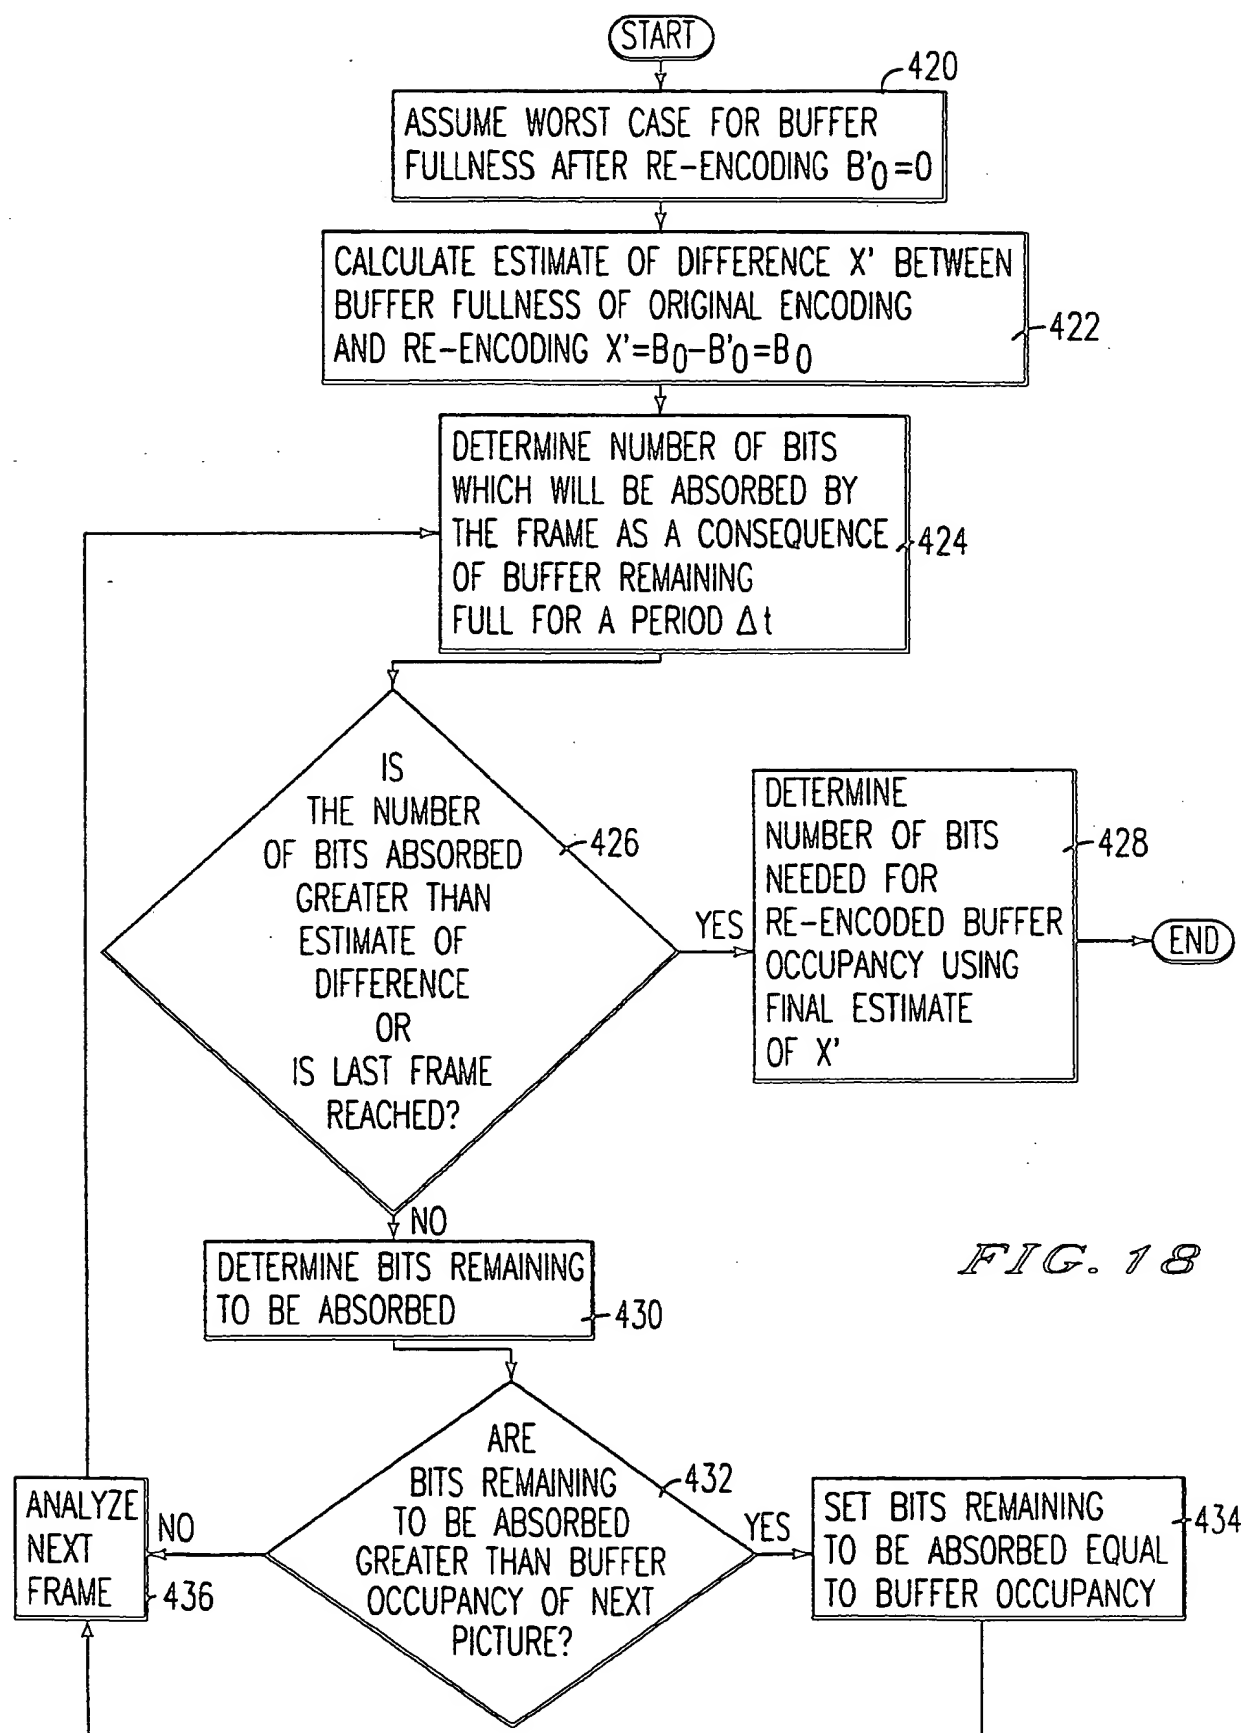 START
420
ASSUME WORST CASE FOR BUFFER
FULLNESS AFTER RE-ENCODING B'0=0
CALCULATE ESTIMATE OF DIFFERENCE X' BETWEEN
BUFFER FULLNESS OF ORIGINAL ENCODING
AND RE-ENCODING X'=B0-B'0=B0
422
DETERMINE NUMBER OF BITS
WHICH WILL BE ABSORBED BY
THE FRAME AS A CONSEQUENCE
OF BUFFER REMAINING
FULL FOR A PERIOD Δt
424
IS
THE NUMBER
OF BITS ABSORBED
GREATER THAN
ESTIMATE OF
DIFFERENCE
OR
IS LAST FRAME
REACHED?
426
YES
DETERMINE
NUMBER OF BITS
NEEDED FOR
RE-ENCODED BUFFER
OCCUPANCY USING
FINAL ESTIMATE
OF X'
428
END
NO
DETERMINE BITS REMAINING
TO BE ABSORBED
430
FIG. 18
ARE
BITS REMAINING
TO BE ABSORBED
GREATER THAN BUFFER
OCCUPANCY OF NEXT
PICTURE?
432
YES
SET BITS REMAINING
TO BE ABSORBED EQUAL
TO BUFFER OCCUPANCY
434
NO
ANALYZE
NEXT
FRAME
436